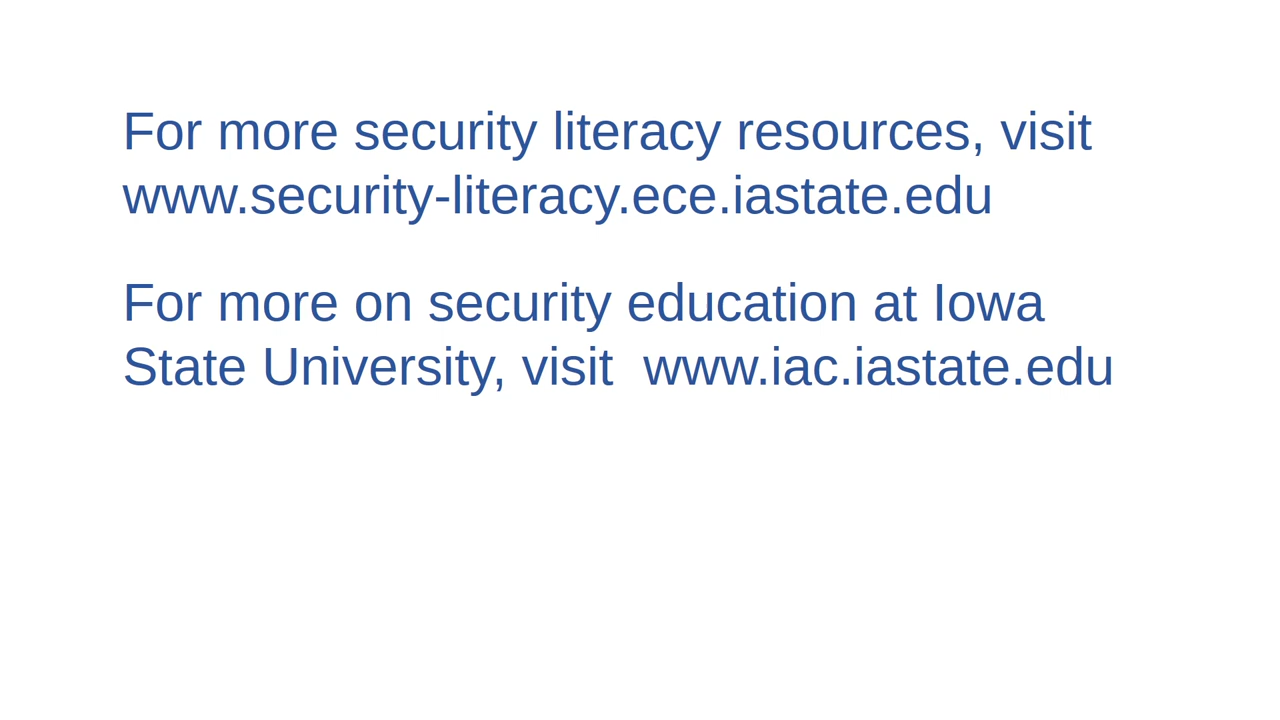 For more security literacy resources, visit
www.security-literacy.ece.iastate.edu
For more on security education at Iowa
State University, visit  www.iac.iastate.edu